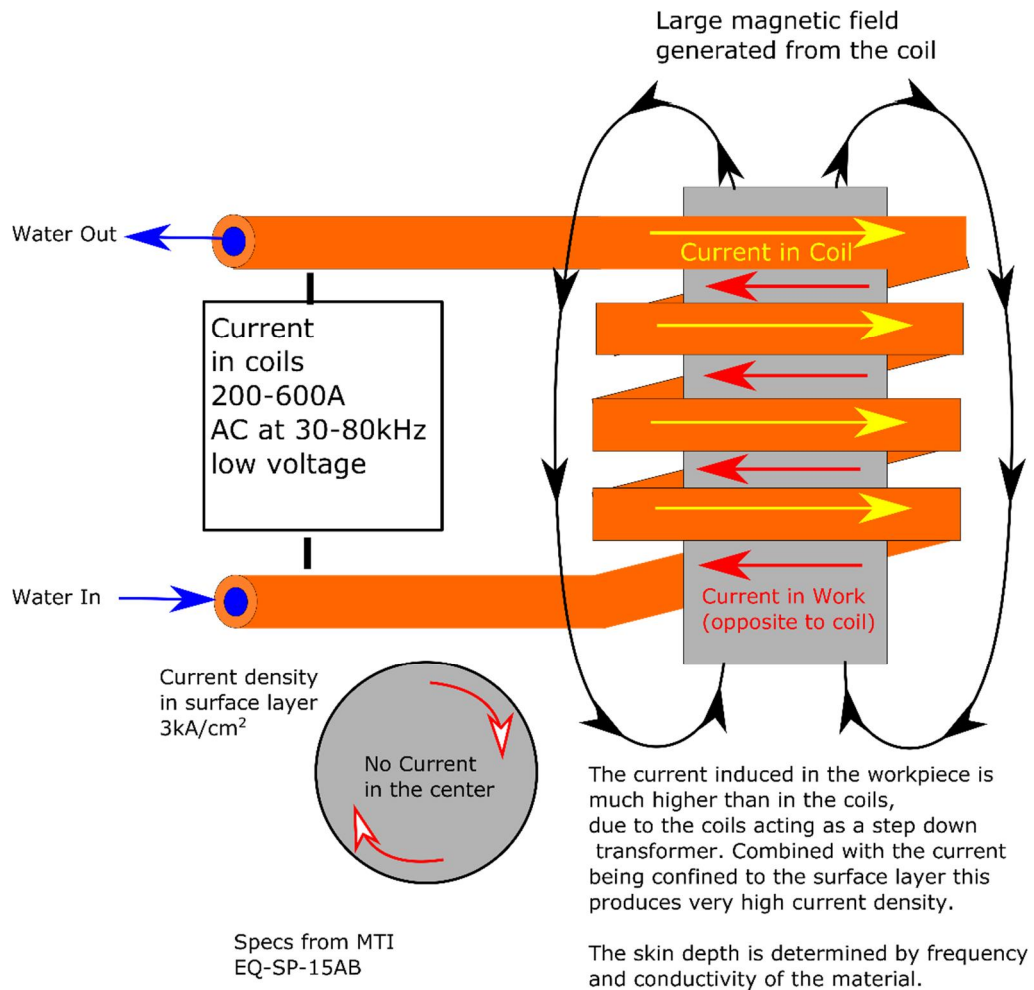 Large magnetic field
generated from the coil
Water Out
Current in Coil
Current
in coils
200-600A
AC at 30-80kHz
low voltage
Water In
Current in Work
(opposite to coil)
Current density
in surface layer
3kA/cm²
No Current
in the center
The current induced in the workpiece is
much higher than in the coils,
due to the coils acting as a step down
transformer. Combined with the current
being confined to the surface layer this
produces very high current density.
Specs from MTI
EQ-SP-15AB
The skin depth is determined by frequency
and conductivity of the material.